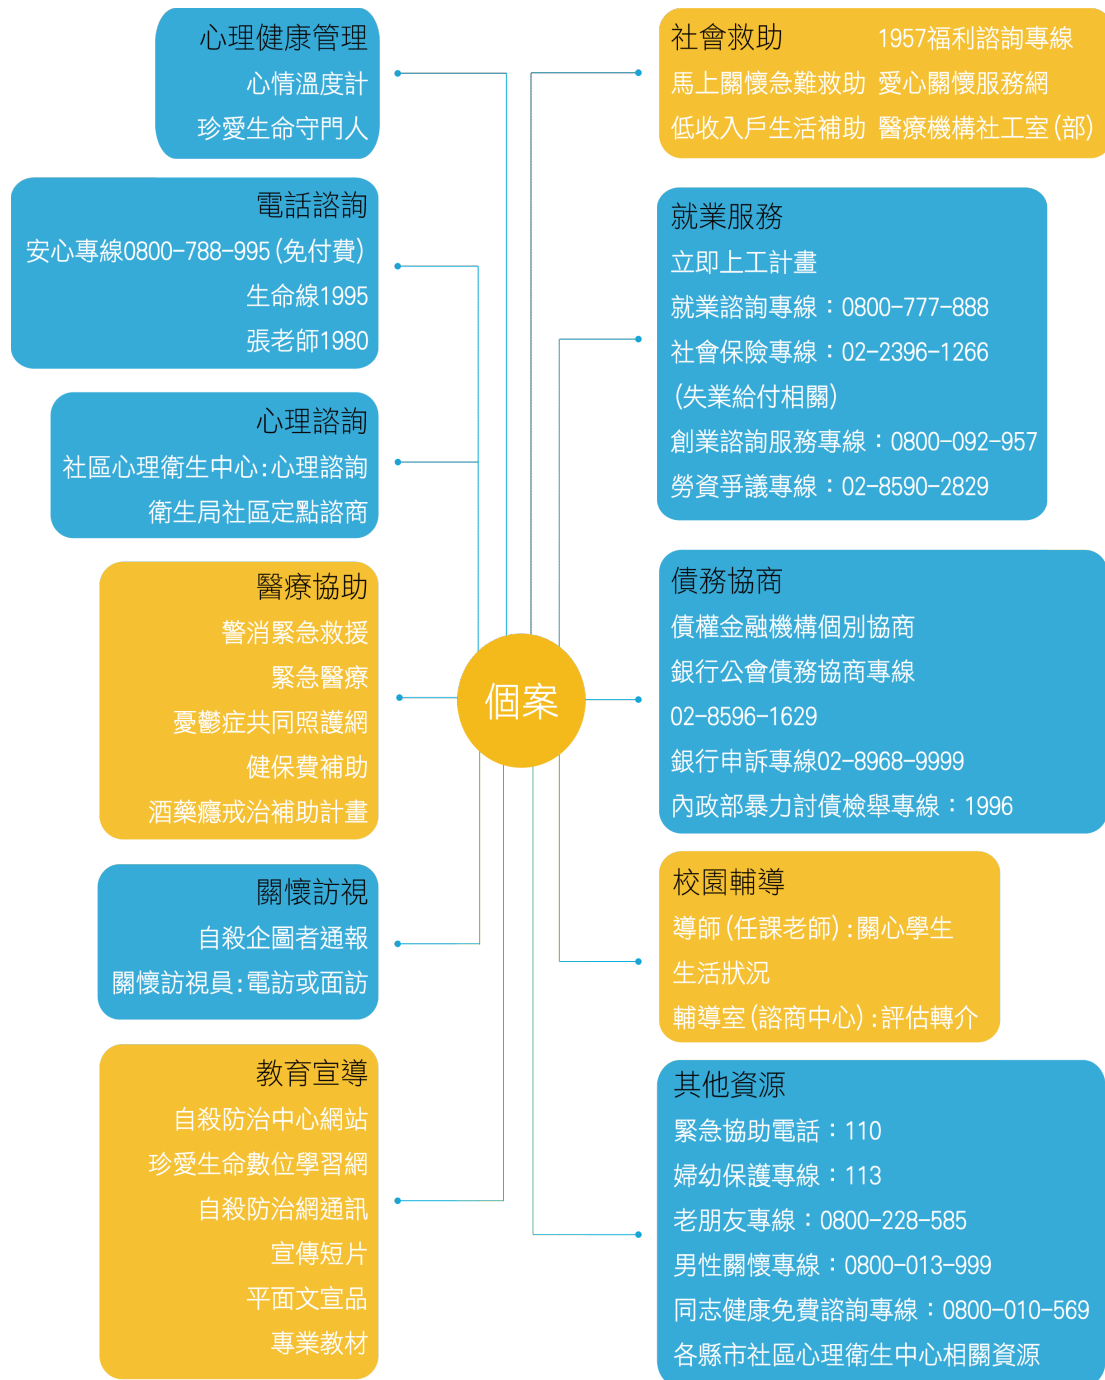 心理健康管理
心情溫度計
珍愛生命守門人
電話諮詢
安心專線0800-788-995(免付費)
生命線1995
張老師1980
心理諮詢
社區心理衛生中心:心理諮詢
衛生局社區定點諮商
醫療協助
警消緊急救援
緊急醫療
憂鬱症共同照護網
健保費補助
酒藥癮戒治補助計畫
關懷訪視
自殺企圖者通報
關懷訪視員:電訪或面訪
教育宣導
自殺防治中心網站
珍愛生命數位學習網
自殺防治網通訊
宣傳短片
平面文宣品
專業教材
個案
社會救助 1957福利諮詢專線
馬上關懷急難救助 愛心關懷服務網
低收入戶生活補助 醫療機構社工室(部)
就業服務
立即上工計畫
就業諮詢專線：0800-777-888
社會保險專線：02-2396-1266
(失業給付相關)
創業諮詢服務專線：0800-092-957
勞資爭議專線：02-8590-2829
債務協商
債權金融機構個別協商
銀行公會債務協商專線
02-8596-1629
銀行申訴專線02-8968-9999
內政部暴力討債檢舉專線：1996
校園輔導
導師(任課老師):關心學生
生活狀況
輔導室(諮商中心):評估轉介
其他資源
緊急協助電話：110
婦幼保護專線：113
老朋友專線：0800-228-585
男性關懷專線：0800-013-999
同志健康免費諮詢專線：0800-010-569
各縣市社區心理衛生中心相關資源